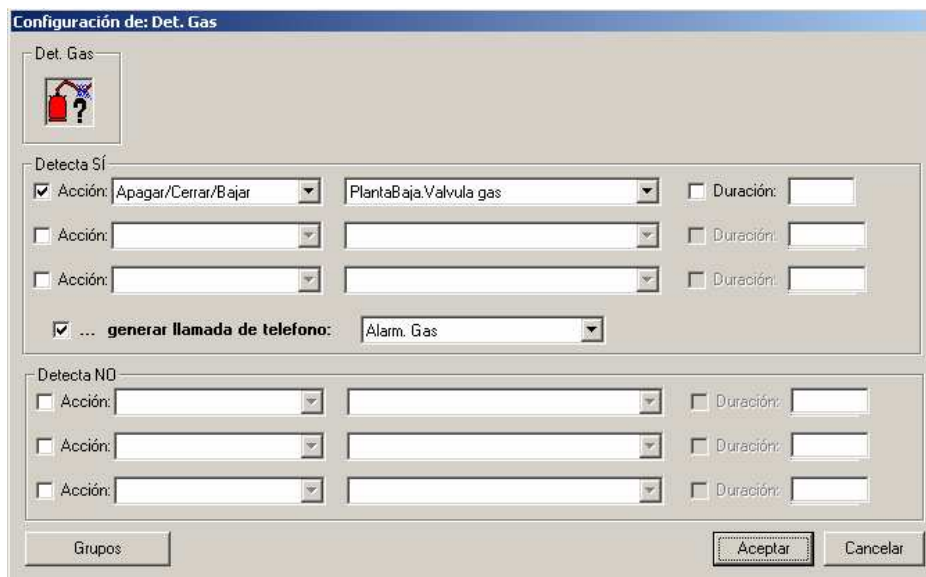 Configuración de: Det. Gas
Det. Gas
?
Detecta SÍ
Acción: Apagar/Cerrar/Bajar PlantaBaja.Valvula gas Duración:
Acción: Duración:
Acción: Duración:
... generar llamada de telefono: Alarm. Gas
Detecta NO
Acción: Duración:
Acción: Duración:
Acción: Duración:
Grupos Aceptar Cancelar